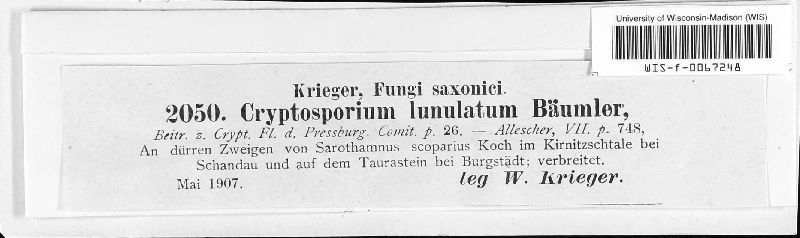 University of Wisconsin-Madison (WIS)
WIS-f-0067248
Krieger, Fungi saxonici.
2050. Cryptosporium lunulatum Bäumler,
Beitr. z. Crypt. Fl. d. Pressburg. Comit. p. 26. — Allescher, VII. p. 748,
An dürren Zweigen von Sarothamnus scoparius Koch im Kirnitzschtale bei
Schandau und auf dem Taurastein bei Burgstädt; verbreitet.
Mai 1907. leg W. Krieger.